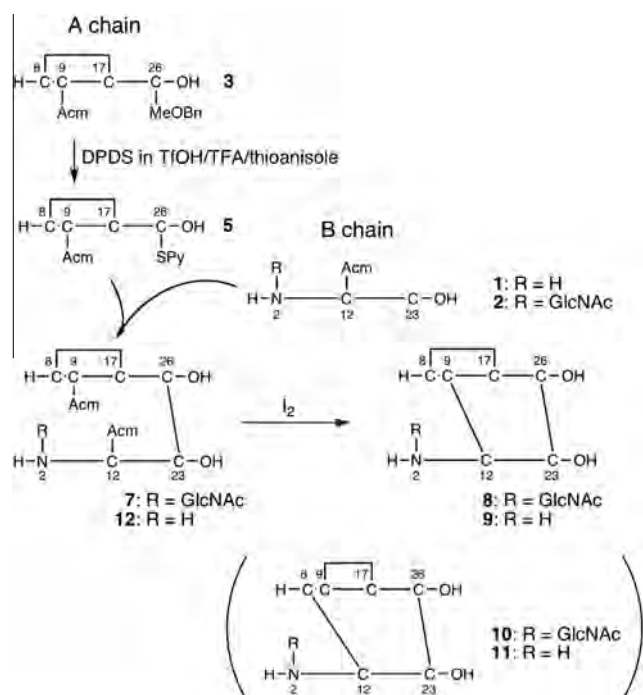 A chain
8 9 17 26
H-C·C—C—C-OH 3
Acm MeOBn
DPDS in TfOH/TFA/thioanisole
8 9 17 26
H-C·C—C—C-OH 5
Acm SPy
B chain
R Acm
H-N—C—C-OH
2 12 23
1: R = H
2: R = GlcNAc
8 9 17 26
H-C·C—C—C-OH
Acm
R Acm
H-N—C—C-OH
2 12 23
7: R = GlcNAc
12: R = H
I2
8 9 17 26
H-C·C—C—C-OH
R
H-N—C—C-OH
2 12 23
8: R = GlcNAc
9: R = H
8 9 17 26
H-C·C—C—C-OH
R
H-N—C—C-OH
2 12 23
10: R = GlcNAc
11: R = H